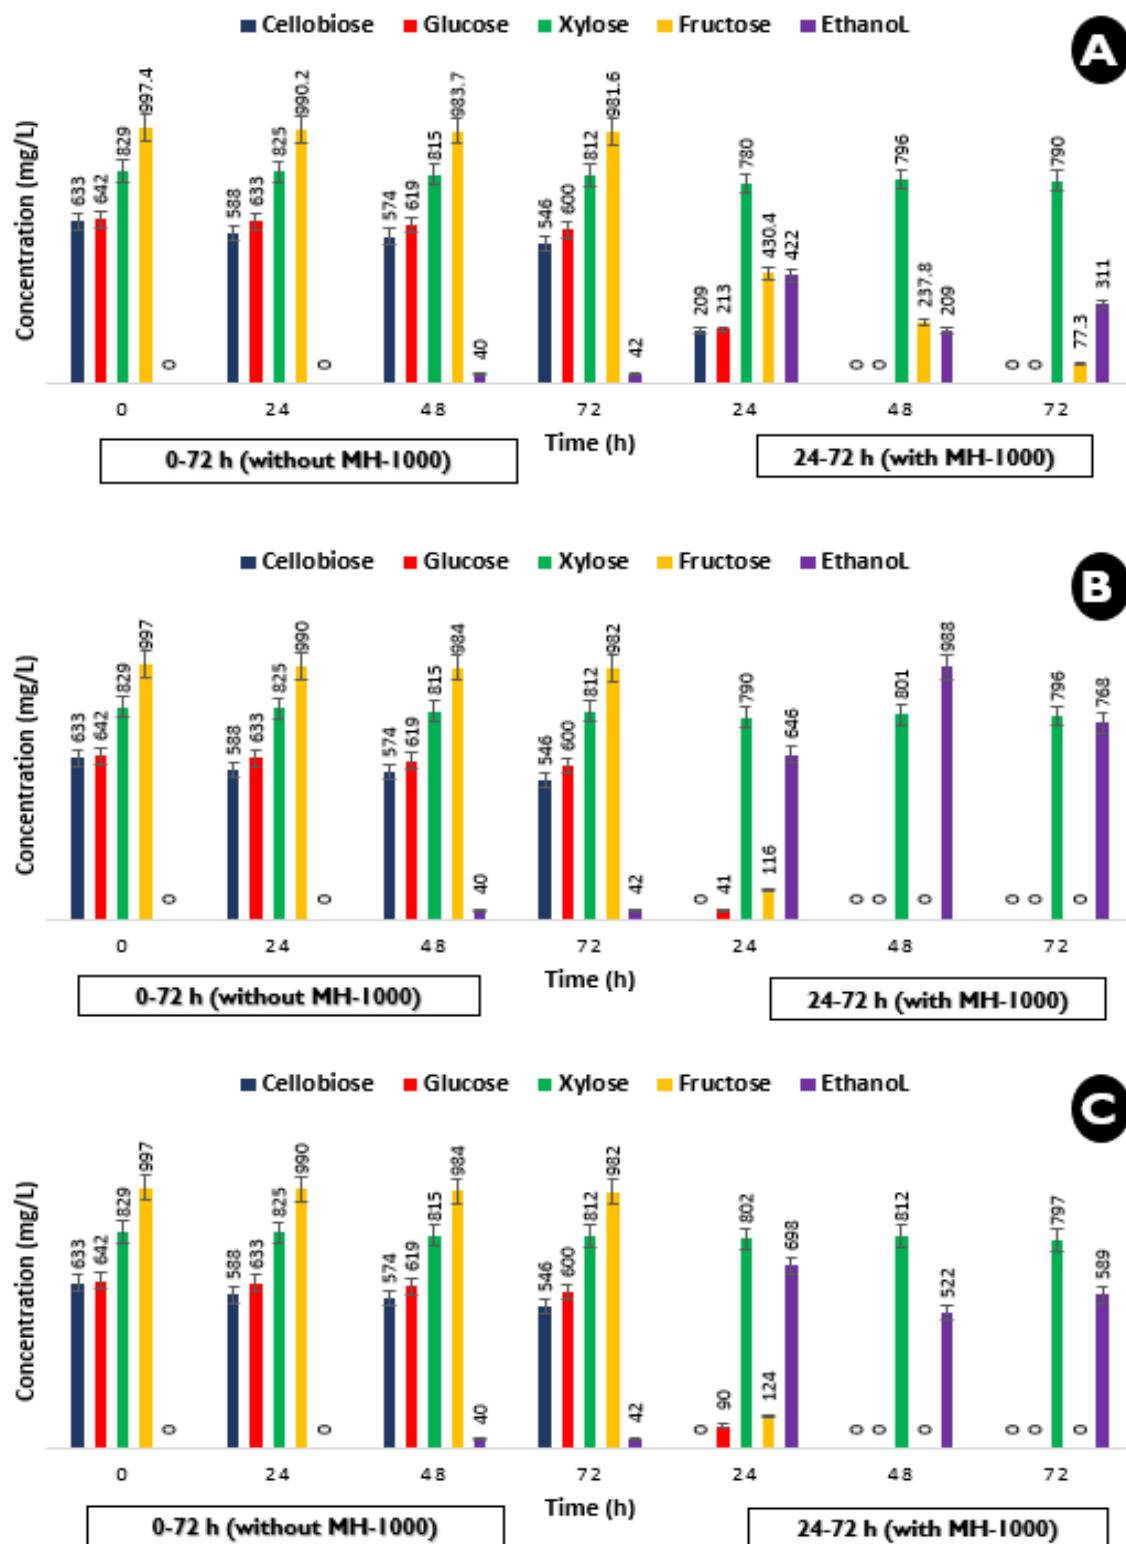 Cellobiose Glucose Xylose Fructose EthanoL
A
Concentration (mg/L)
633 642 829 997.4 0 588 633 825 990.2 0 574 619 815 983.7 40 546 600 812 981.6 42 209 213 780 430.4 422 0 0 796 237.8 209 0 0 790 77.3 311
0 24 48 72 24 48 72
Time (h)
0-72 h (without MH-1000) 24-72 h (with MH-1000)
Cellobiose Glucose Xylose Fructose EthanoL
B
Concentration (mg/L)
633 642 829 997 0 588 633 825 990 0 574 619 815 984 40 546 600 812 982 42 0 41 790 116 646 0 0 801 0 988 0 0 796 0 768
0 24 48 72 24 48 72
Time (h)
0-72 h (without MH-1000) 24-72 h (with MH-1000)
Cellobiose Glucose Xylose Fructose EthanoL
C
Concentration (mg/L)
633 642 829 997 0 588 633 825 990 0 574 619 815 984 40 546 600 812 982 42 0 90 802 124 698 0 0 812 0 522 0 0 797 0 589
0 24 48 72 24 48 72
Time (h)
0-72 h (without MH-1000) 24-72 h (with MH-1000)